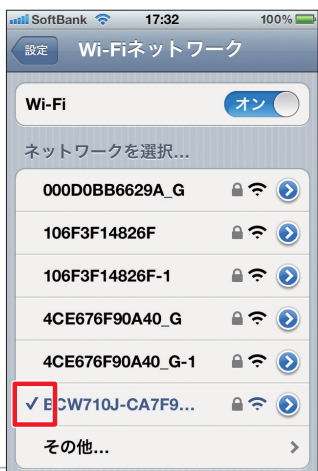 SoftBank 17:32 100%
設定 Wi-Fiネットワーク
Wi-Fi オン
ネットワークを選択...
000D0BB6629A_G
106F3F14826F
106F3F14826F-1
4CE676F90A40_G
4CE676F90A40_G-1
✓ BCW710J-CA7F9...
その他...